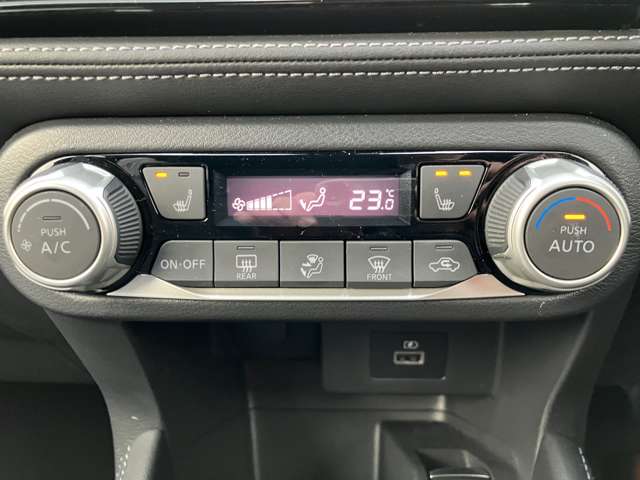 23.0 °C
PUSH
A/C
ON·OFF
REAR
FRONT
PUSH
AUTO